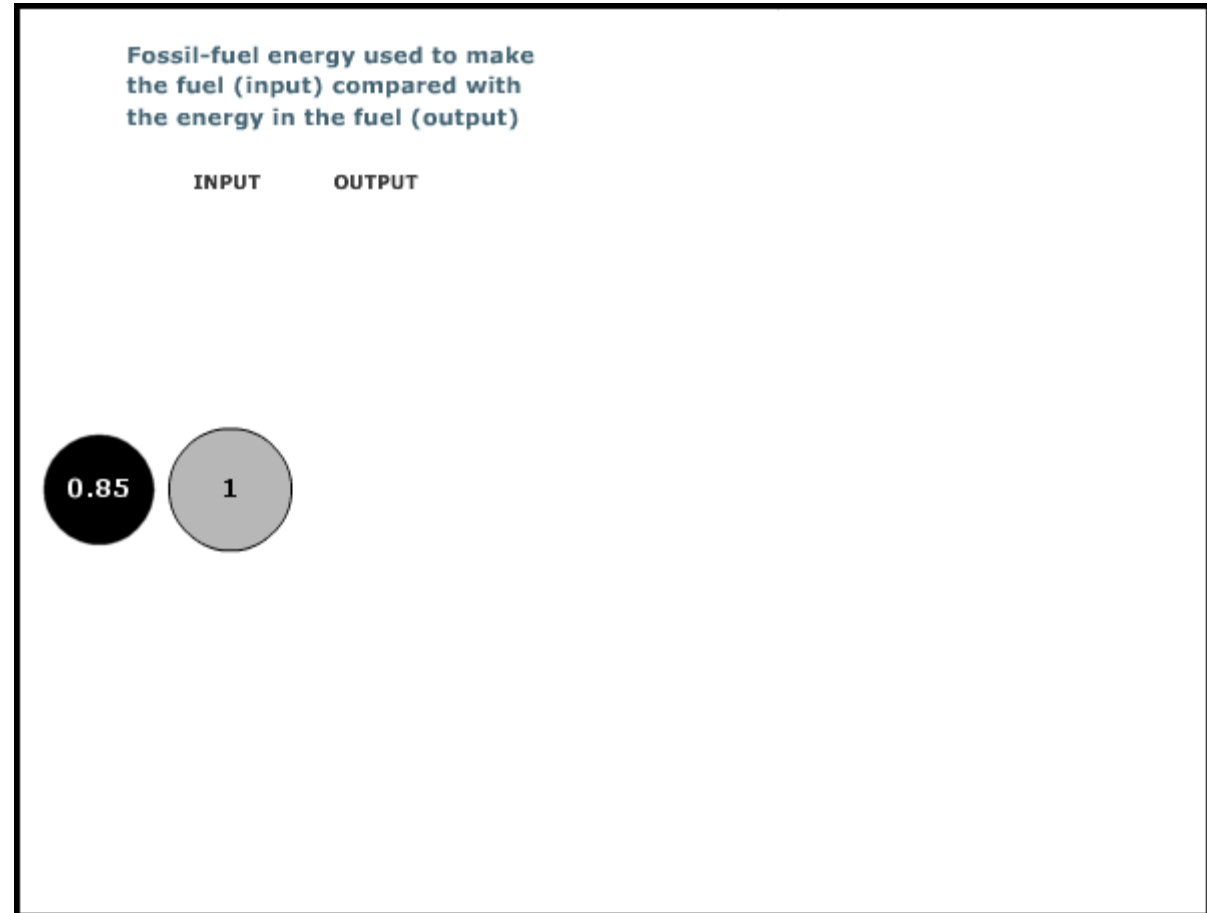 Fossil-fuel energy used to make
the fuel (input) compared with
the energy in the fuel (output)
INPUT OUTPUT
0.85 1